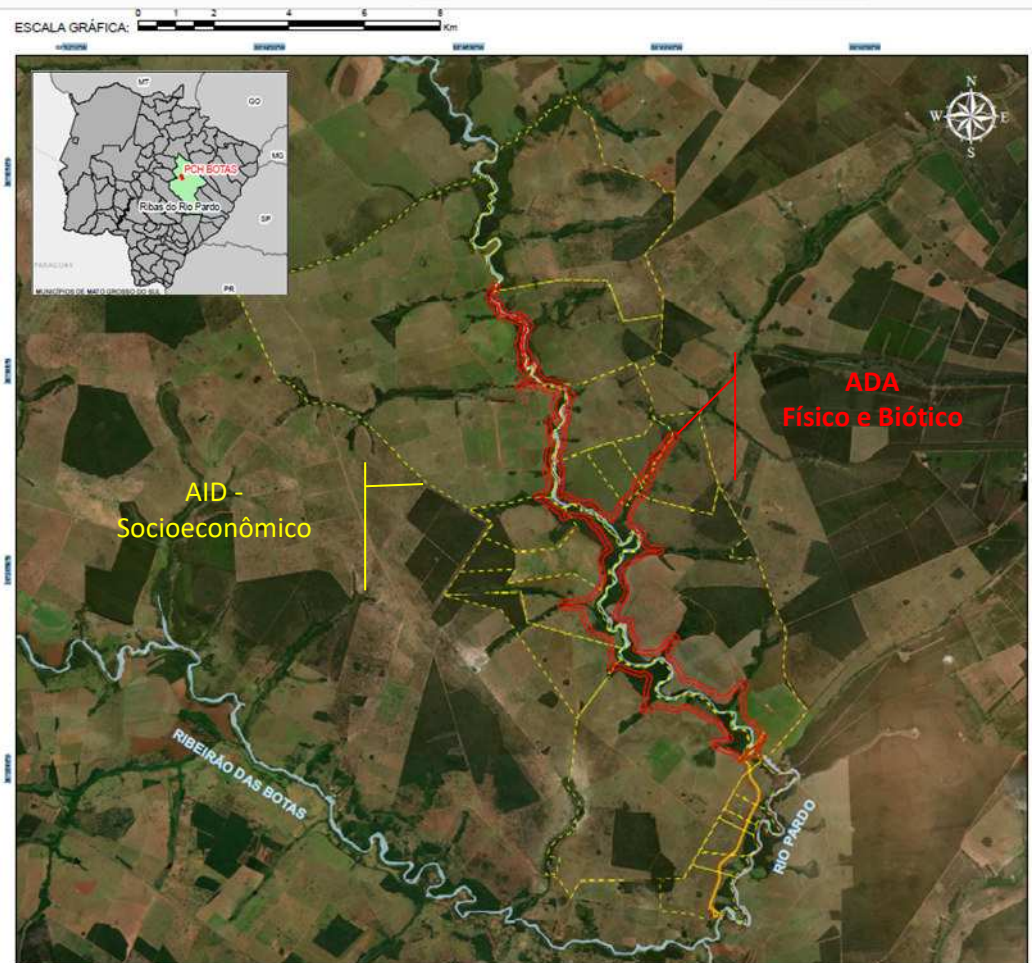 ESCALA GRÁFICA:
0 1 2 4 6 8
Km
N
W E
S
MT
GO
MG
PCH BOTAS
Ribas do Rio Pardo
SP
PARAGUAY
PR
MUNICÍPIOS DE MATO GROSSO DO SUL
ADA
Físico e Biótico
AID -
Socioeconômico
RIBEIRÃO DAS BOTAS
RIO PARDO